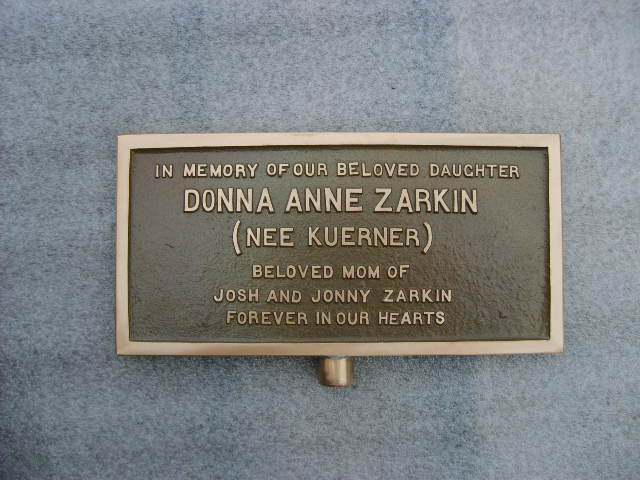 IN MEMORY OF OUR BELOVED DAUGHTER
DONNA ANNE ZARKIN
(NEE KUERNER)
BELOVED MOM OF
JOSH AND JONNY ZARKIN
FOREVER IN OUR HEARTS